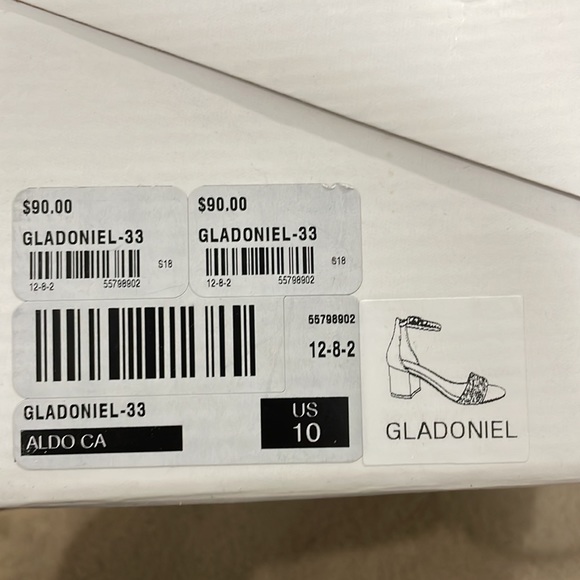 $90.00
GLADONIEL-33
S18
12-8-2 55798902
$90.00
GLADONIEL-33
S18
12-8-2 55798902
55798902
12-8-2
GLADONIEL-33
ALDO CA
US
10
GLADONIEL